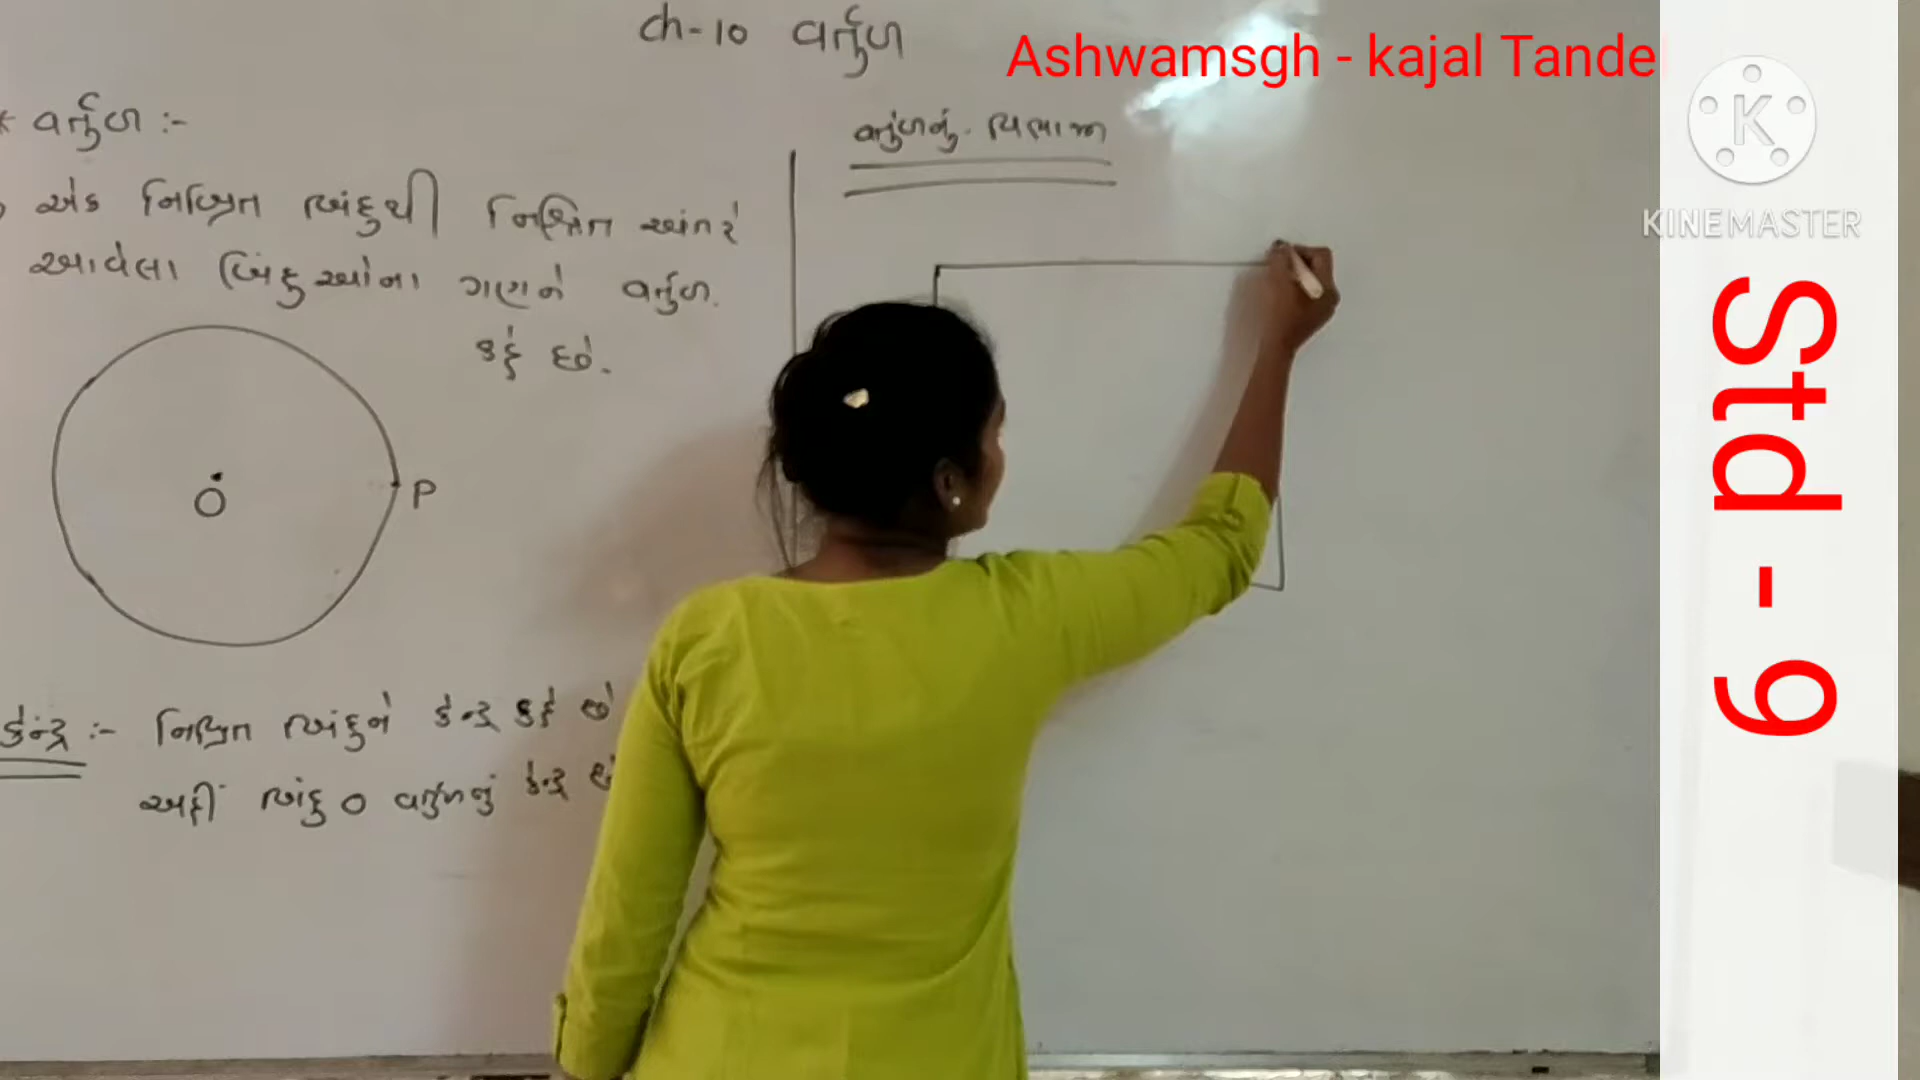 Ch-10 વર્તુળ
Ashwamsgh - kajal Tande
* વર્તુળ :-
એક નિશ્ચિત બિંદુથી નિશ્ચિત અંતરે
આવેલા બિંદુઓના ગણને વર્તુળ.
કહે છે.
O
P
કેન્દ્ર :- નિશ્ચિત બિંદુને કેન્દ્ર કહે છે
અહીં બિંદુ O વર્તુળનું કેન્દ્ર છે
વર્તુળનું. વિભાજ
K
KINEMASTER
Std - 9